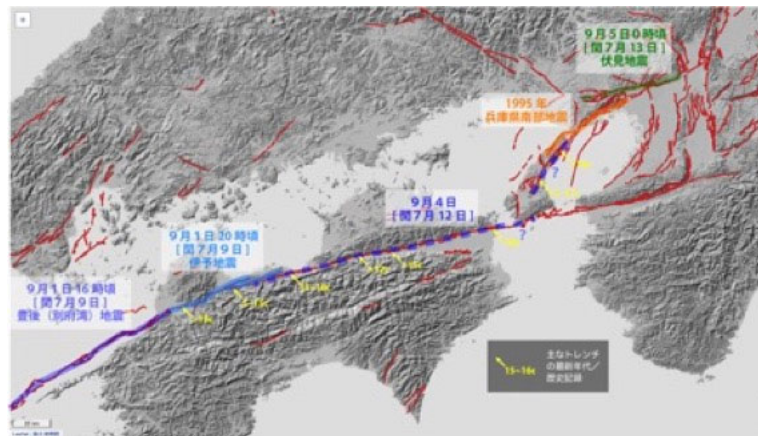 9月5日0時頃
[閏7月13日]
伏見地震
1995年
兵庫県南部地震
9月4日
[閏7月12日]
9月1日20時頃
[閏7月9日]
伊予地震
9月1日16時頃
[閏7月9日]
豊後（別府湾）地震
?
?
主なトレンチ
の最新年代／
歴史記録
15~16c